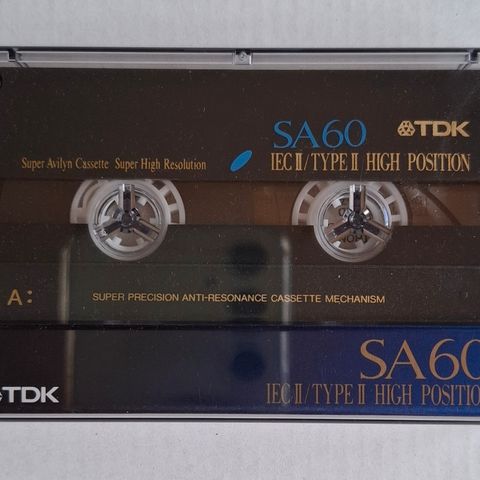 SA60 TDK
Super Avilyn Cassette Super High Resolution IEC II/TYPE II HIGH POSITION
A: SUPER PRECISION ANTI-RESONANCE CASSETTE MECHANISM
SA60
TDK IEC II/TYPE II HIGH POSITION